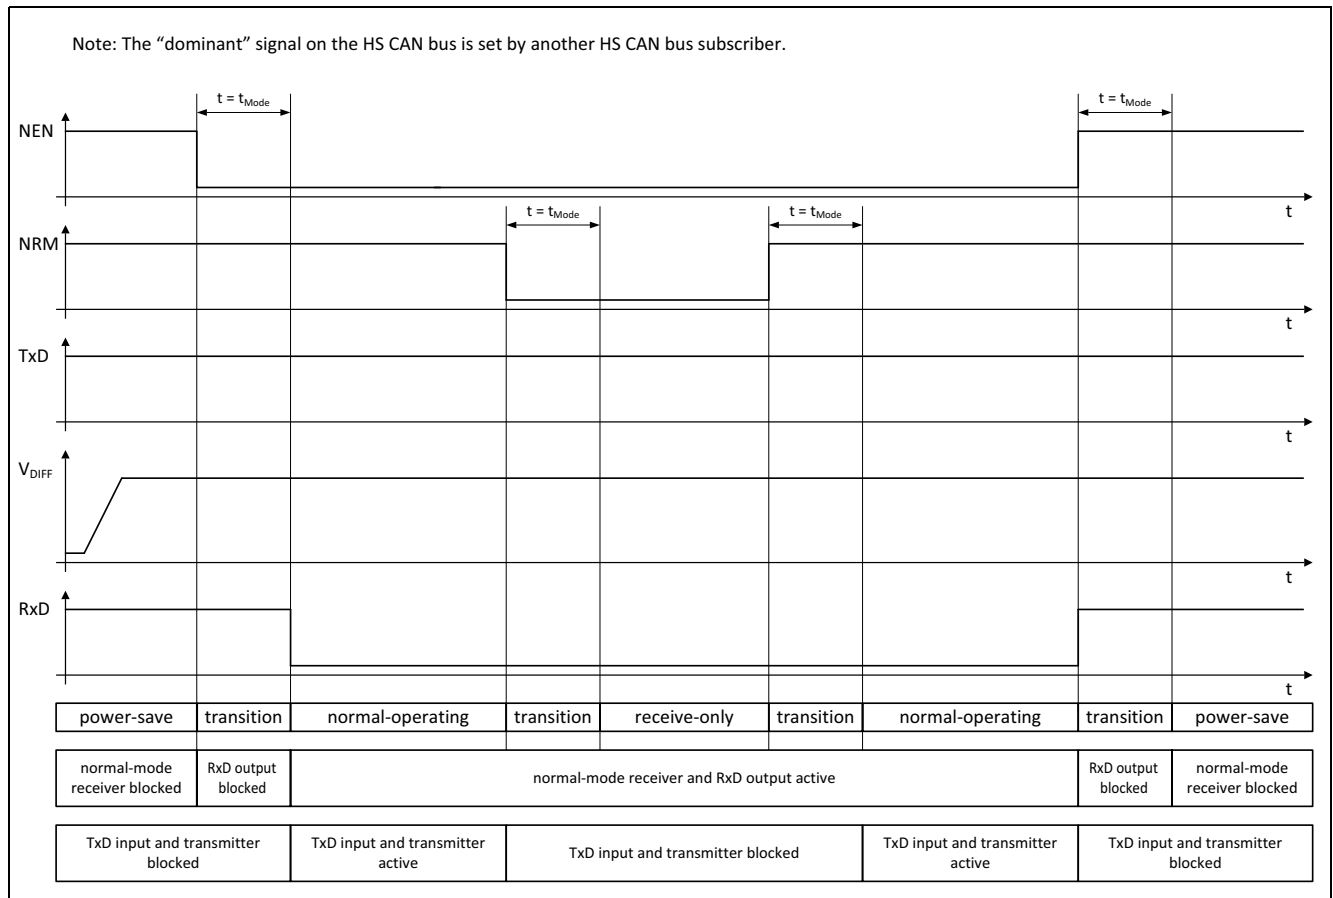 Note: The “dominant” signal on the HS CAN bus is set by another HS CAN bus subscriber.
t = tMode
t = tMode
NEN
t
t = tMode
t = tMode
NRM
t
TxD
t
VDIFF
t
RxD
t
power-save
transition
normal-operating
transition
receive-only
transition
normal-operating
transition
power-save
normal-mode
receiver blocked
RxD output
blocked
normal-mode receiver and RxD output active
RxD output
blocked
normal-mode
receiver blocked
TxD input and transmitter
blocked
TxD input and transmitter
active
TxD input and transmitter blocked
TxD input and transmitter
active
TxD input and transmitter
blocked